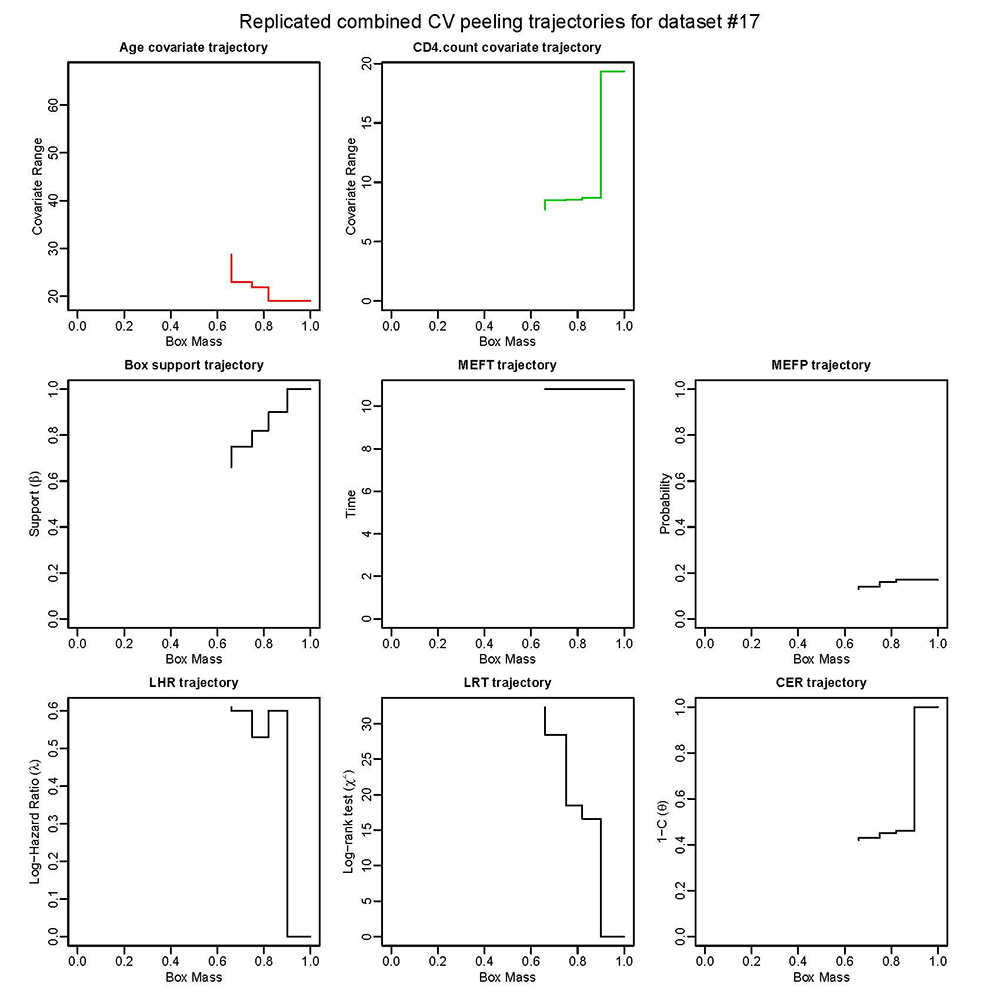 Replicated combined CV peeling trajectories for dataset #17
Age covariate trajectory
Covariate Range
20 30 40 50 60
0.0 0.2 0.4 0.6 0.8 1.0
Box Mass
CD4.count covariate trajectory
Covariate Range
0 5 10 15 20
0.0 0.2 0.4 0.6 0.8 1.0
Box Mass
Box support trajectory
Support (β)
0.0 0.2 0.4 0.6 0.8 1.0
0.0 0.2 0.4 0.6 0.8 1.0
Box Mass
MEFT trajectory
Time
0 2 4 6 8 10
0.0 0.2 0.4 0.6 0.8 1.0
Box Mass
MEFP trajectory
Probability
0.0 0.2 0.4 0.6 0.8 1.0
0.0 0.2 0.4 0.6 0.8 1.0
Box Mass
LHR trajectory
Log−Hazard Ratio (λ)
0.0 0.1 0.2 0.3 0.4 0.5 0.6
0.0 0.2 0.4 0.6 0.8 1.0
Box Mass
LRT trajectory
Log−rank test (χ²)
0 5 10 15 20 25 30
0.0 0.2 0.4 0.6 0.8 1.0
Box Mass
CER trajectory
1−C (θ)
0.0 0.2 0.4 0.6 0.8 1.0
0.0 0.2 0.4 0.6 0.8 1.0
Box Mass